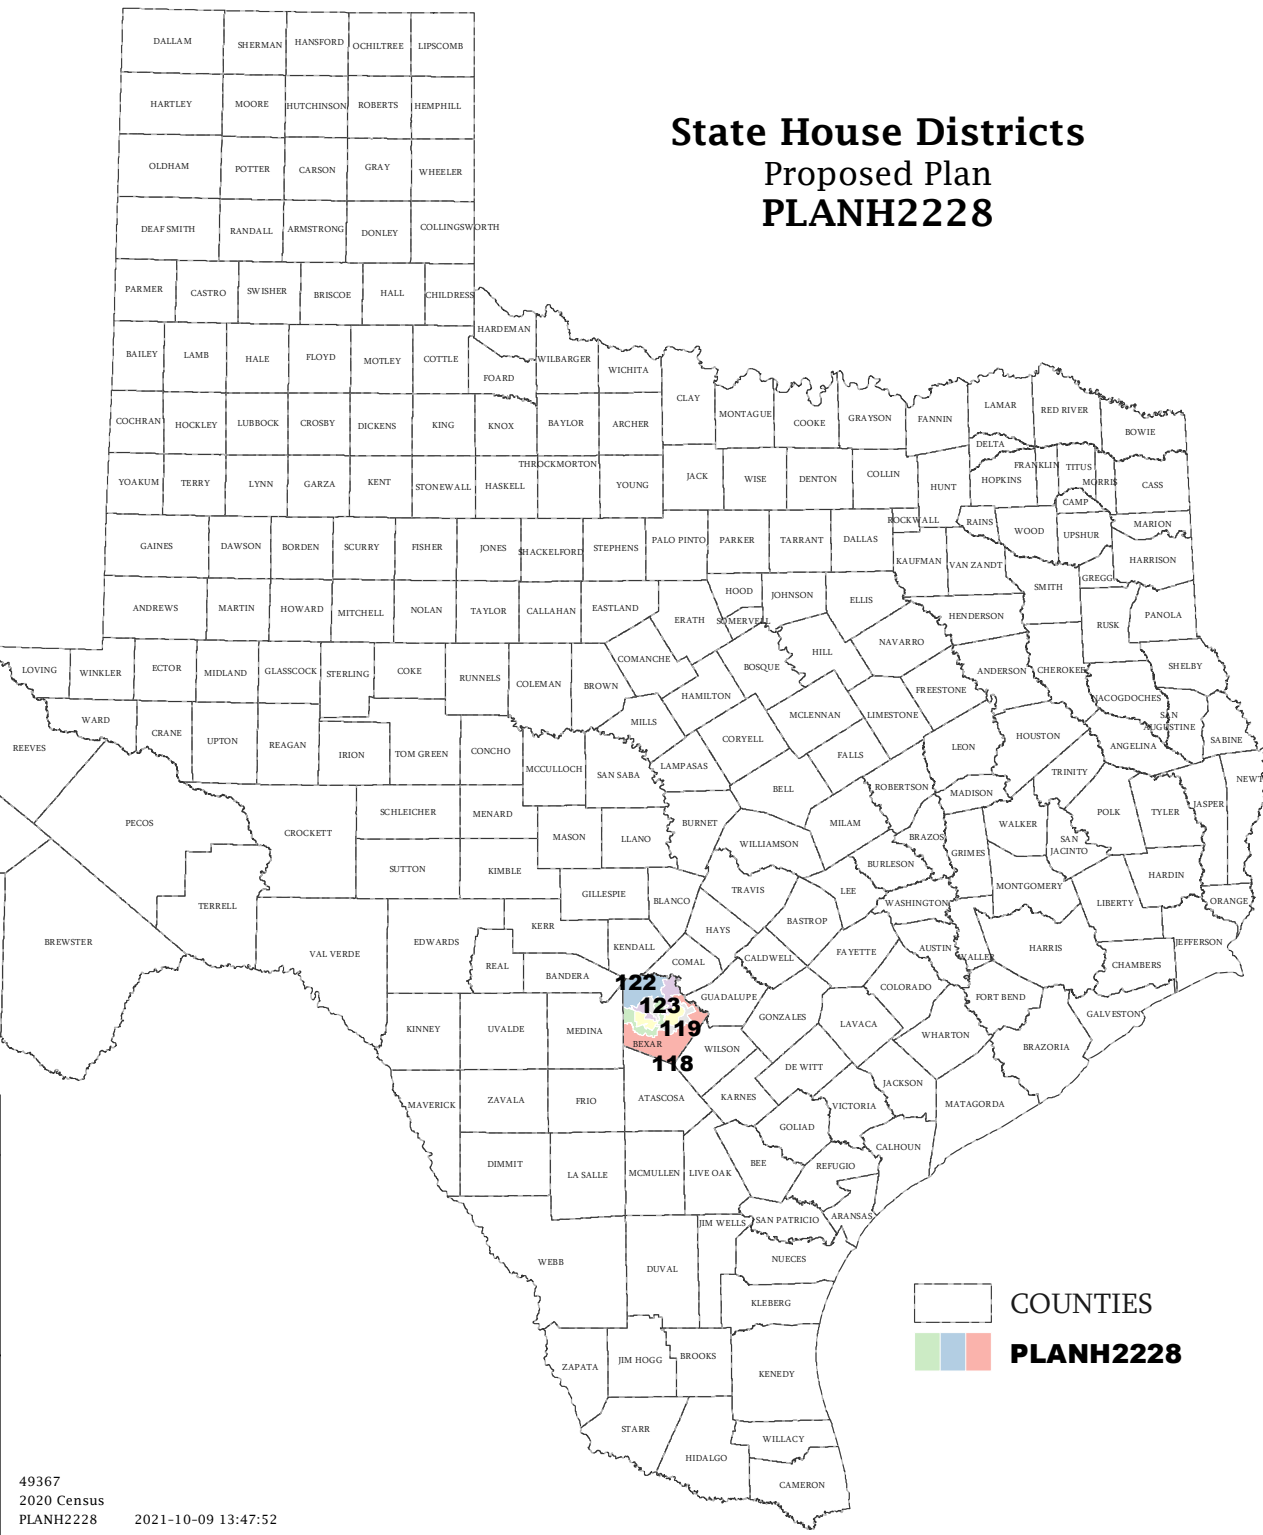 State House Districts
Proposed Plan
PLANH2228
DALLAM
SHERMAN
HANSFORD
OCHILTREE
LIPSCOMB
HARTLEY
MOORE
HUTCHINSON
ROBERTS
HEMPHILL
OLDHAM
POTTER
CARSON
GRAY
WHEELER
DEAF SMITH
RANDALL
ARMSTRONG
DONLEY
COLLINGSWORTH
PARMER
CASTRO
SWISHER
BRISCOE
HALL
CHILDRESS
HARDEMAN
BAILEY
LAMB
HALE
FLOYD
MOTLEY
COTTLE
FOARD
WILBARGER
WICHITA
CLAY
MONTAGUE
COOKE
GRAYSON
FANNIN
LAMAR
RED RIVER
BOWIE
DELTA
COCHRAN
HOCKLEY
LUBBOCK
CROSBY
DICKENS
KING
KNOX
BAYLOR
ARCHER
THROCKMORTON
YOUNG
JACK
WISE
DENTON
COLLIN
HUNT
HOPKINS
FRANKLIN
TITUS
MORRIS
CASS
CAMP
YOAKUM
TERRY
LYNN
GARZA
KENT
STONEWALL
HASKELL
ROCKWALL
RAINS
WOOD
UPSHUR
MARION
HARRISON
GAINES
DAWSON
BORDEN
SCURRY
FISHER
JONES
SHACKELFORD
STEPHENS
PALO PINTO
PARKER
TARRANT
DALLAS
KAUFMAN
VAN ZANDT
SMITH
GREGG
ANDREWS
MARTIN
HOWARD
MITCHELL
NOLAN
TAYLOR
CALLAHAN
EASTLAND
ERATH
HOOD
SOMERVELL
JOHNSON
ELLIS
HENDERSON
RUSK
PANOLA
LOVING
WINKLER
ECTOR
MIDLAND
GLASSCOCK
STERLING
COKE
RUNNELS
COLEMAN
BROWN
COMANCHE
HAMILTON
BOSQUE
HILL
NAVARRO
ANDERSON
CHEROKEE
NACOGDOCHES
SHELBY
SAN
AUGUSTINE
SABINE
REEVES
WARD
CRANE
UPTON
REAGAN
IRION
TOM GREEN
CONCHO
MCCULLOCH
SAN SABA
MILLS
LAMPASAS
CORYELL
MCLENNAN
LIMESTONE
FREESTONE
FALLS
LEON
HOUSTON
ANGELINA
TRINITY
NEWT
PECOS
CROCKETT
SCHLEICHER
MENARD
MASON
LLANO
BURNET
BELL
MILAM
ROBERTSON
MADISON
BRAZOS
GRIMES
WALKER
SAN
JACINTO
POLK
TYLER
JASPER
TERRELL
SUTTON
KIMBLE
GILLESPIE
BLANCO
WILLIAMSON
TRAVIS
LEE
BURLESON
WASHINGTON
MONTGOMERY
LIBERTY
HARDIN
ORANGE
BREWSTER
VAL VERDE
EDWARDS
REAL
KERR
BANDERA
KENDALL
COMAL
HAYS
CALDWELL
BASTROP
FAYETTE
AUSTIN
WALLER
HARRIS
CHAMBERS
JEFFERSON
KINNEY
UVALDE
MEDINA
122
123
119
BEXAR
118
GUADALUPE
WILSON
GONZALES
LAVACA
COLORADO
FORT BEND
WHARTON
BRAZORIA
GALVESTON
MAVERICK
ZAVALA
FRIO
ATASCOSA
KARNES
DE WITT
JACKSON
VICTORIA
MATAGORDA
GOLIAD
CALHOUN
DIMMIT
LA SALLE
MCMULLEN
LIVE OAK
BEE
REFUGIO
ARANSAS
SAN PATRICIO
JIM WELLS
NUECES
WEBB
DUVAL
KLEBERG
ZAPATA
JIM HOGG
BROOKS
KENEDY
STARR
HIDALGO
WILLACY
CAMERON
COUNTIES
PLANH2228
49367
2020 Census
PLANH2228 2021-10-09 13:47:52